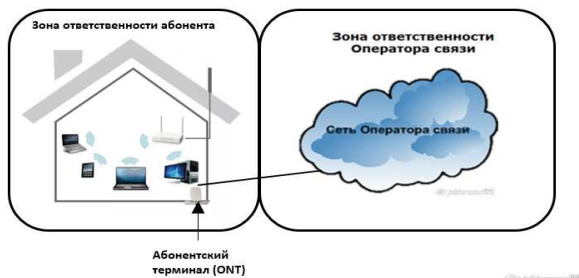 Зона ответственности абонента
Зона ответственности
Оператора связи
Сеть Оператора связи
Абонентский
терминал (ONT)